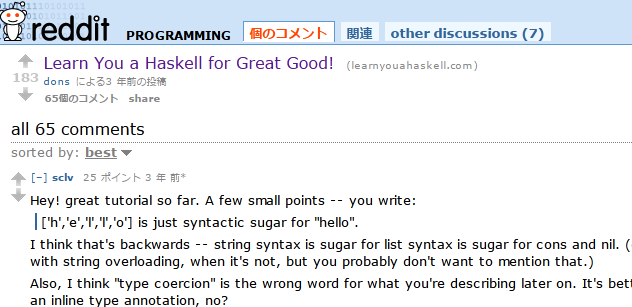 reddit PROGRAMMING 個のコメント 関連 other discussions (7)
Learn You a Haskell for Great Good! (learnyouahaskell.com)
183
dons による3 年前の投稿
65個のコメント share
all 65 comments
sorted by: best
[–] sclv 25 ポイント 3 年 前*
Hey! great tutorial so far. A few small points -- you write:
['h','e','l','l','o'] is just syntactic sugar for "hello".
I think that's backwards -- string syntax is sugar for list syntax is sugar for cons and nil. (
with string overloading, when it's not, but you probably don't want to mention that.)
Also, I think "type coercion" is the wrong word for what you're describing later on. It's
an inline type annotation, no?